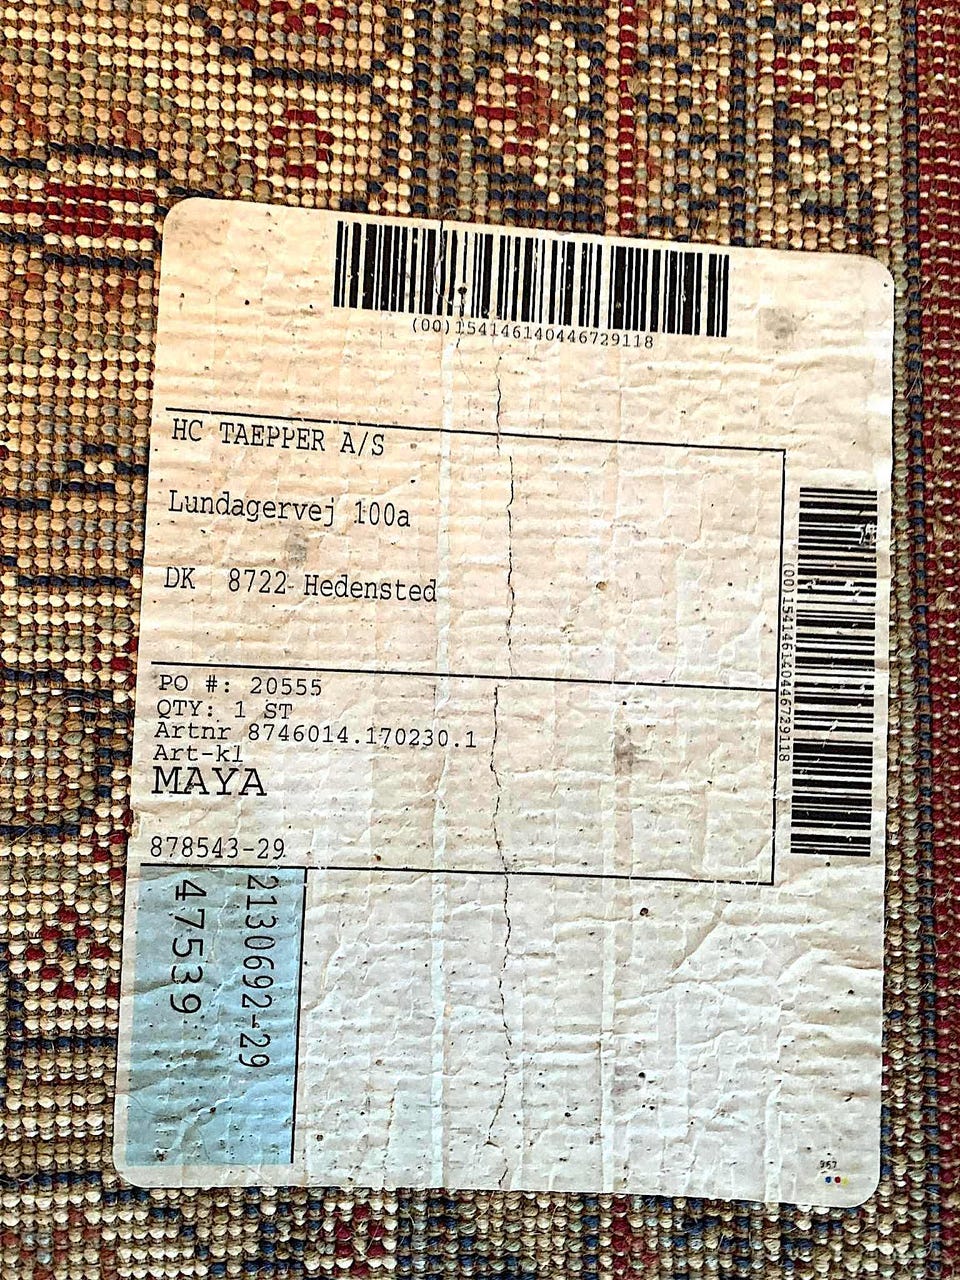 (00)154146140446729118
HC TAEPPER A/S
Lundagervej 100a
DK 8722- Hedensted
(00)154146140446729118
PO #: 20555
QTY: 1 ST
Artnr 8746014.170230.1
Art-kl
MAYA
878543-29
2130692-29
47539